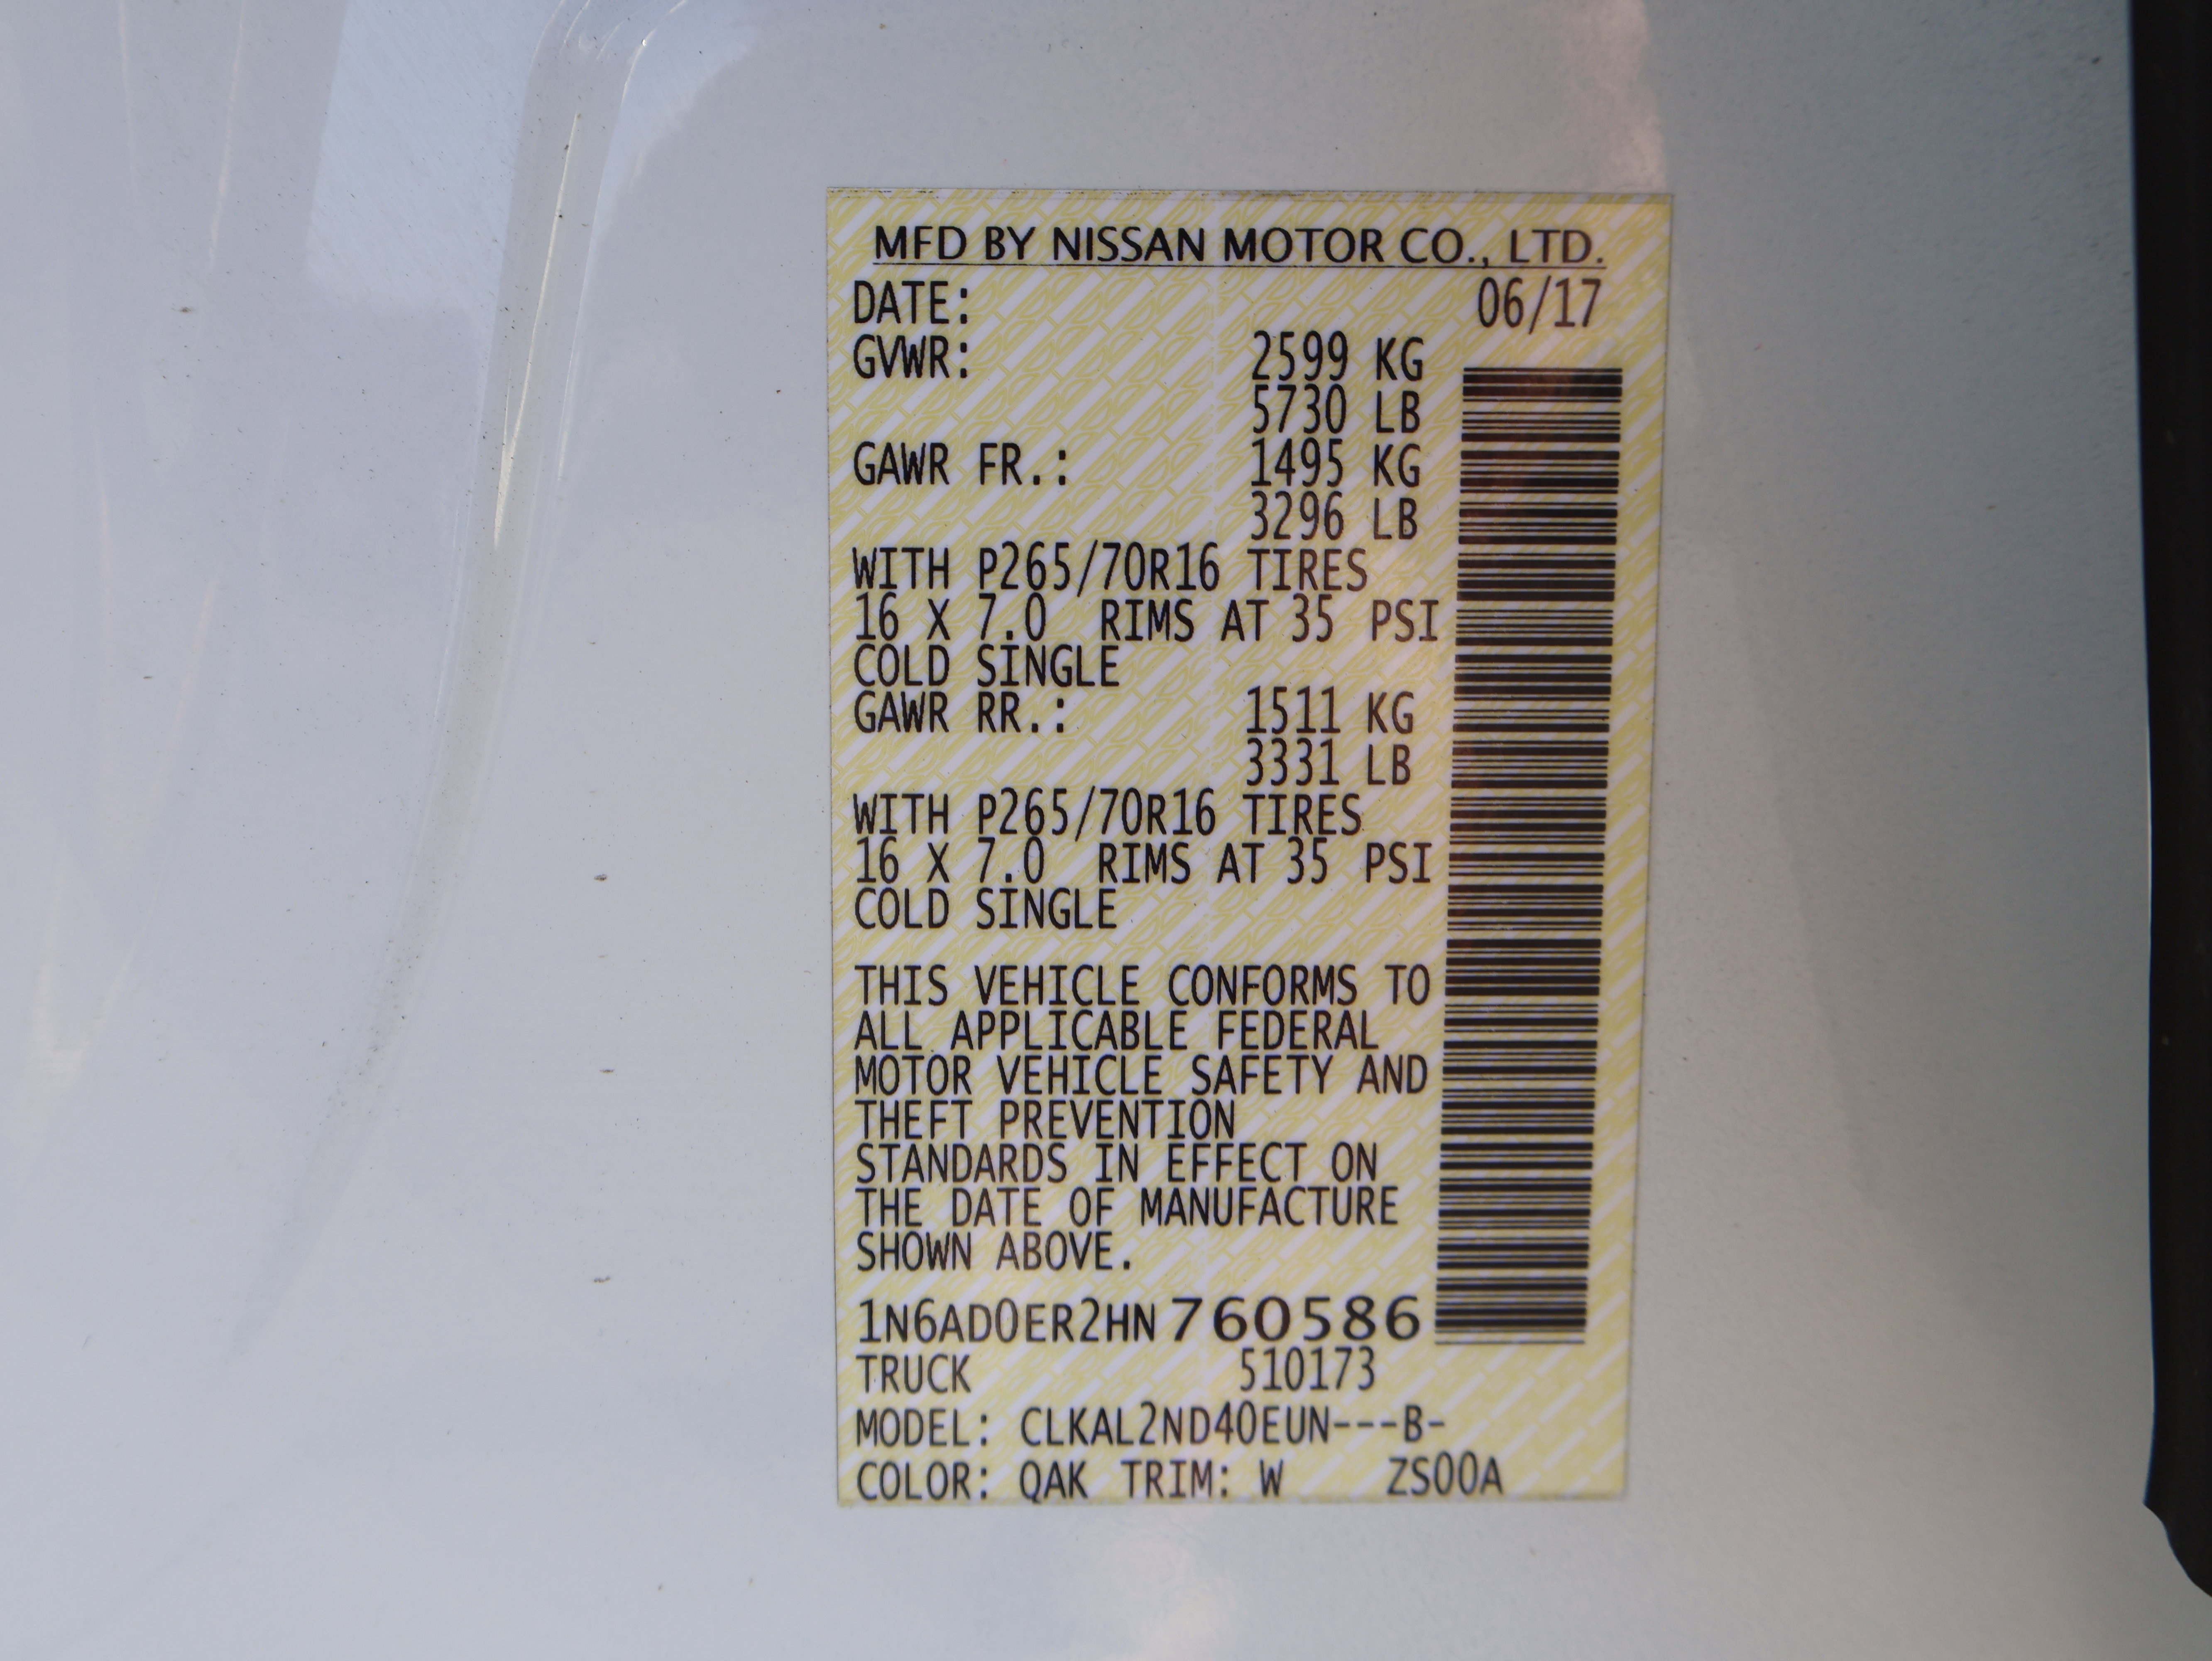 MFD BY NISSAN MOTOR CO., LTD.
DATE: 06/17
GVWR: 2599 KG
5730 LB
GAWR FR.: 1495 KG
3296 LB
WITH P265/70R16 TIRES
16 X 7.0 RIMS AT 35 PSI
COLD SINGLE
GAWR RR.: 1511 KG
3331 LB
WITH P265/70R16 TIRES
16 X 7.0 RIMS AT 35 PSI
COLD SINGLE
THIS VEHICLE CONFORMS TO
ALL APPLICABLE FEDERAL
MOTOR VEHICLE SAFETY AND
THEFT PREVENTION
STANDARDS IN EFFECT ON
THE DATE OF MANUFACTURE
SHOWN ABOVE.
1N6AD0ER2HN760586
TRUCK 510173
MODEL: CLKAL2ND40EUN---B-
COLOR: QAK TRIM: W ZS00A